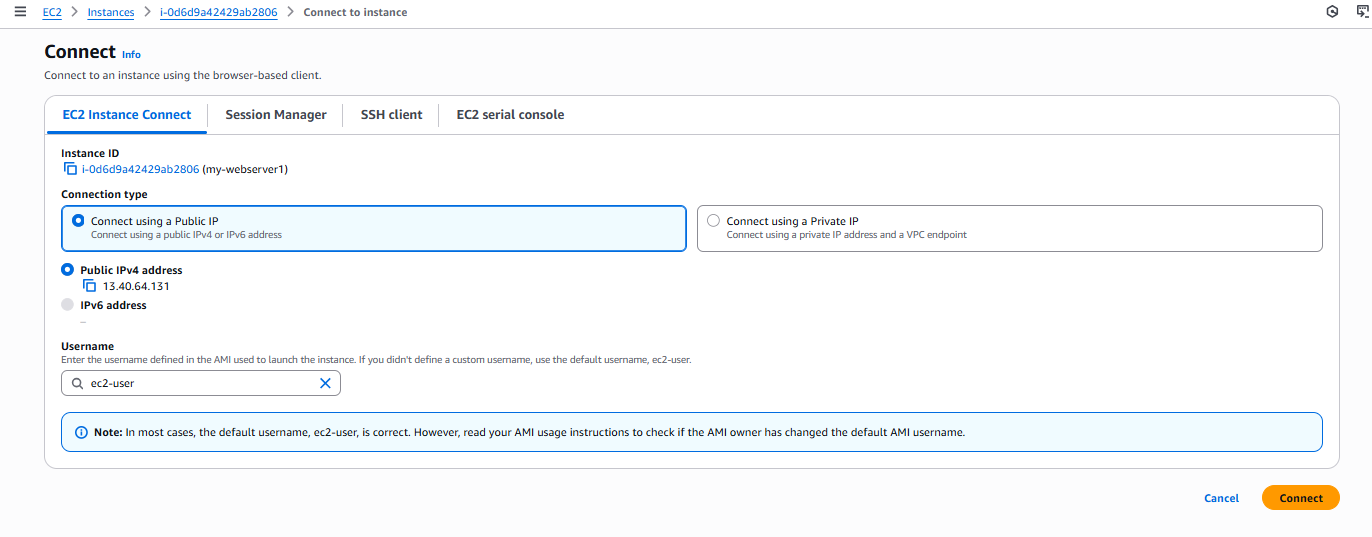 EC2 > Instances > i-0d6d9a42429ab2806 > Connect to instance
Connect Info
Connect to an instance using the browser-based client.
EC2 Instance Connect Session Manager SSH client EC2 serial console
Instance ID
i-0d6d9a42429ab2806 (my-webserver1)
Connection type
Connect using a Public IP
Connect using a public IPv4 or IPv6 address
Connect using a Private IP
Connect using a private IP address and a VPC endpoint
Public IPv4 address
13.40.64.131
IPv6 address
–
Username
Enter the username defined in the AMI used to launch the instance. If you didn't define a custom username, use the default username, ec2-user.
ec2-user
Note: In most cases, the default username, ec2-user, is correct. However, read your AMI usage instructions to check if the AMI owner has changed the default AMI username.
Cancel Connect